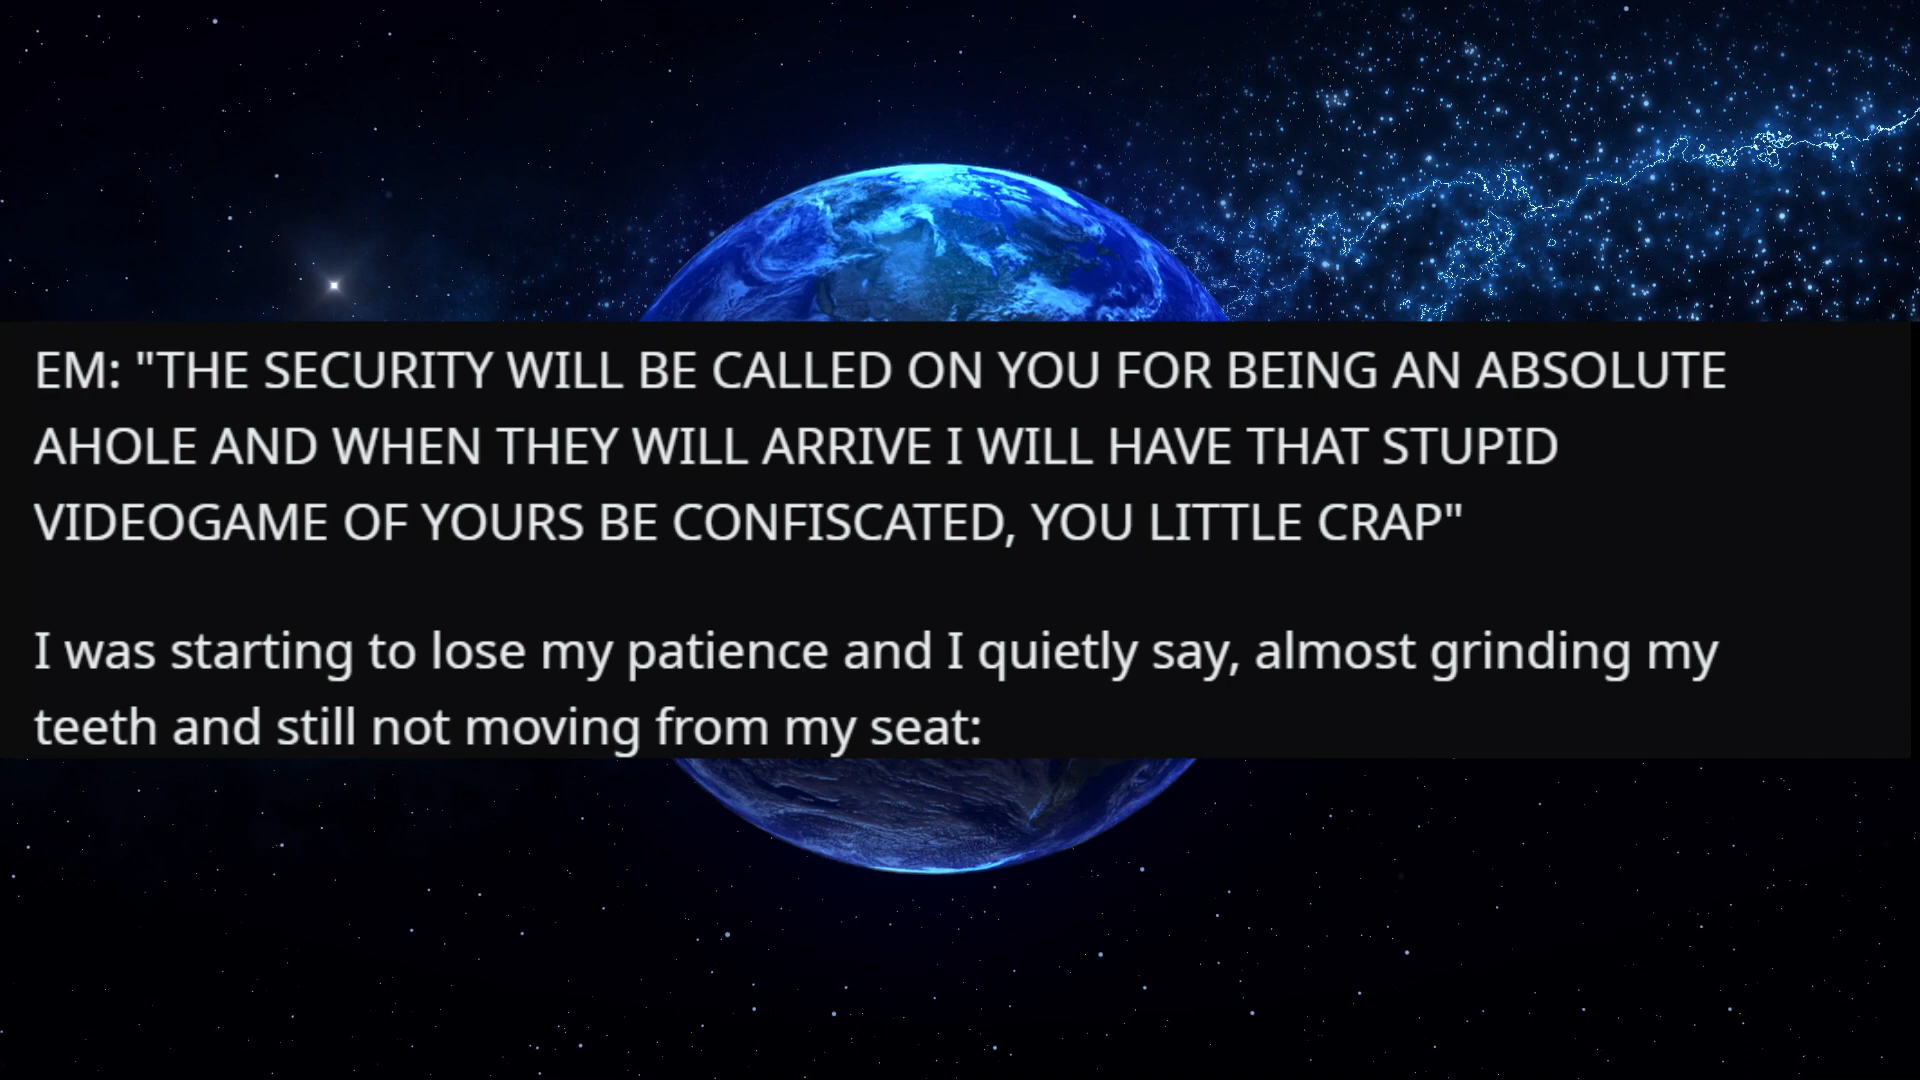 EM: "THE SECURITY WILL BE CALLED ON YOU FOR BEING AN ABSOLUTE
AHOLE AND WHEN THEY WILL ARRIVE I WILL HAVE THAT STUPID
VIDEOGAME OF YOURS BE CONFISCATED, YOU LITTLE CRAP"
I was starting to lose my patience and I quietly say, almost grinding my
teeth and still not moving from my seat: